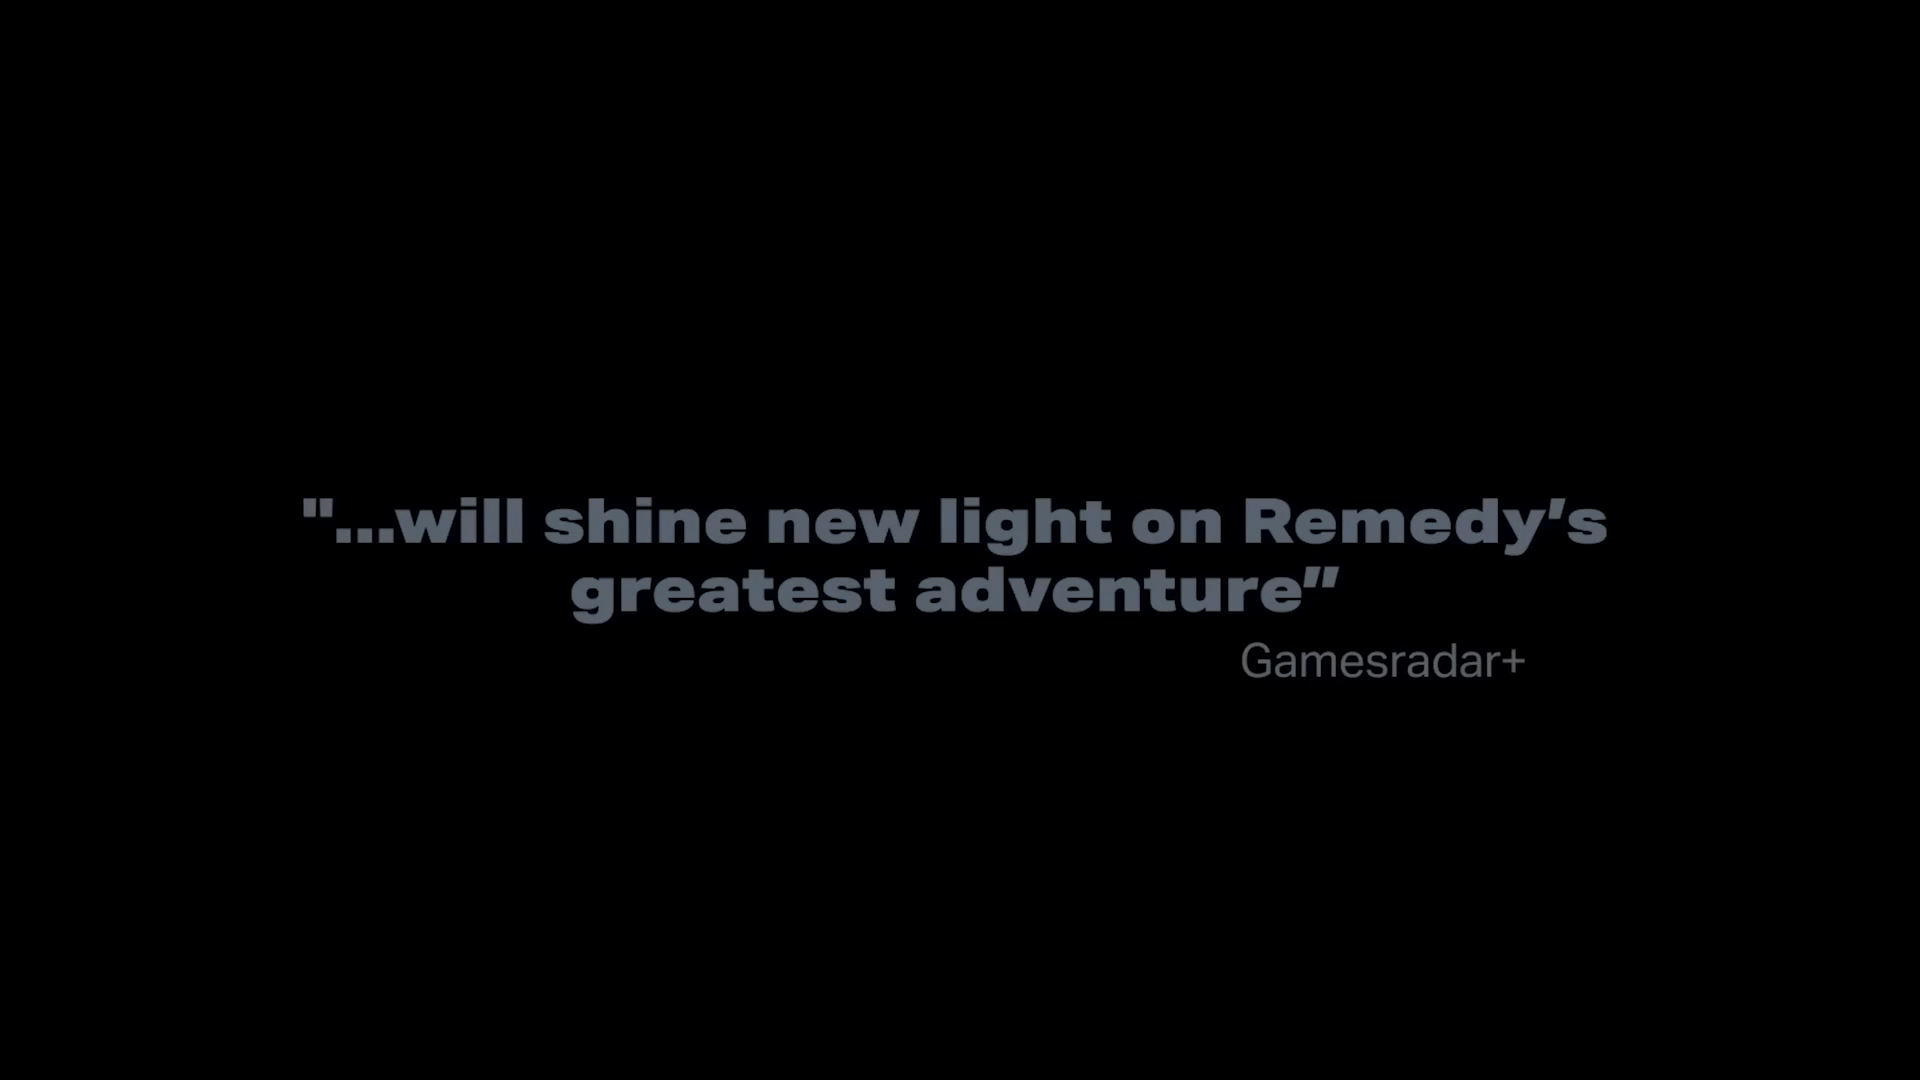 "...will shine new light on Remedy’s
greatest adventure”
Gamesradar+